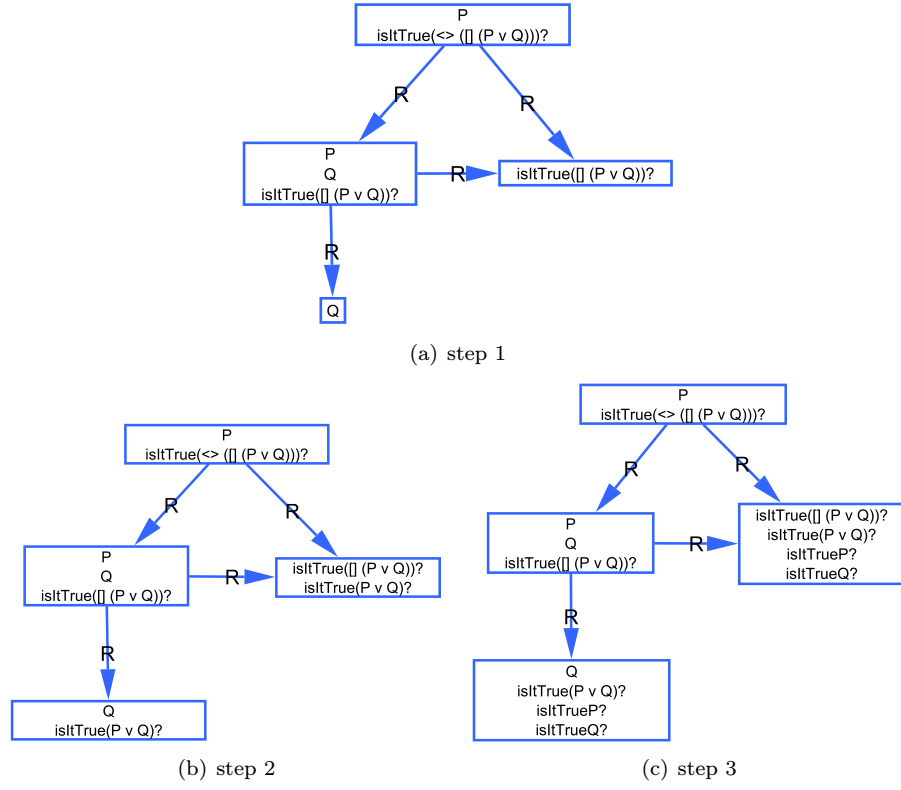 P
isItTrue(<> ([] (P v Q)))?
R
R
P
Q
isItTrue([] (P v Q))?
R
isItTrue([] (P v Q))?
R
Q
(a) step 1
P
isItTrue(<> ([] (P v Q)))?
R
R
P
Q
isItTrue([] (P v Q))?
R
isItTrue([] (P v Q))?
isItTrue(P v Q)?
R
Q
isItTrue(P v Q)?
(b) step 2
P
isItTrue(<> ([] (P v Q)))?
R
R
P
Q
isItTrue([] (P v Q))?
R
isItTrue([] (P v Q))?
isItTrue(P v Q)?
isItTrueP?
isItTrueQ?
R
Q
isItTrue(P v Q)?
isItTrueP?
isItTrueQ?
(c) step 3